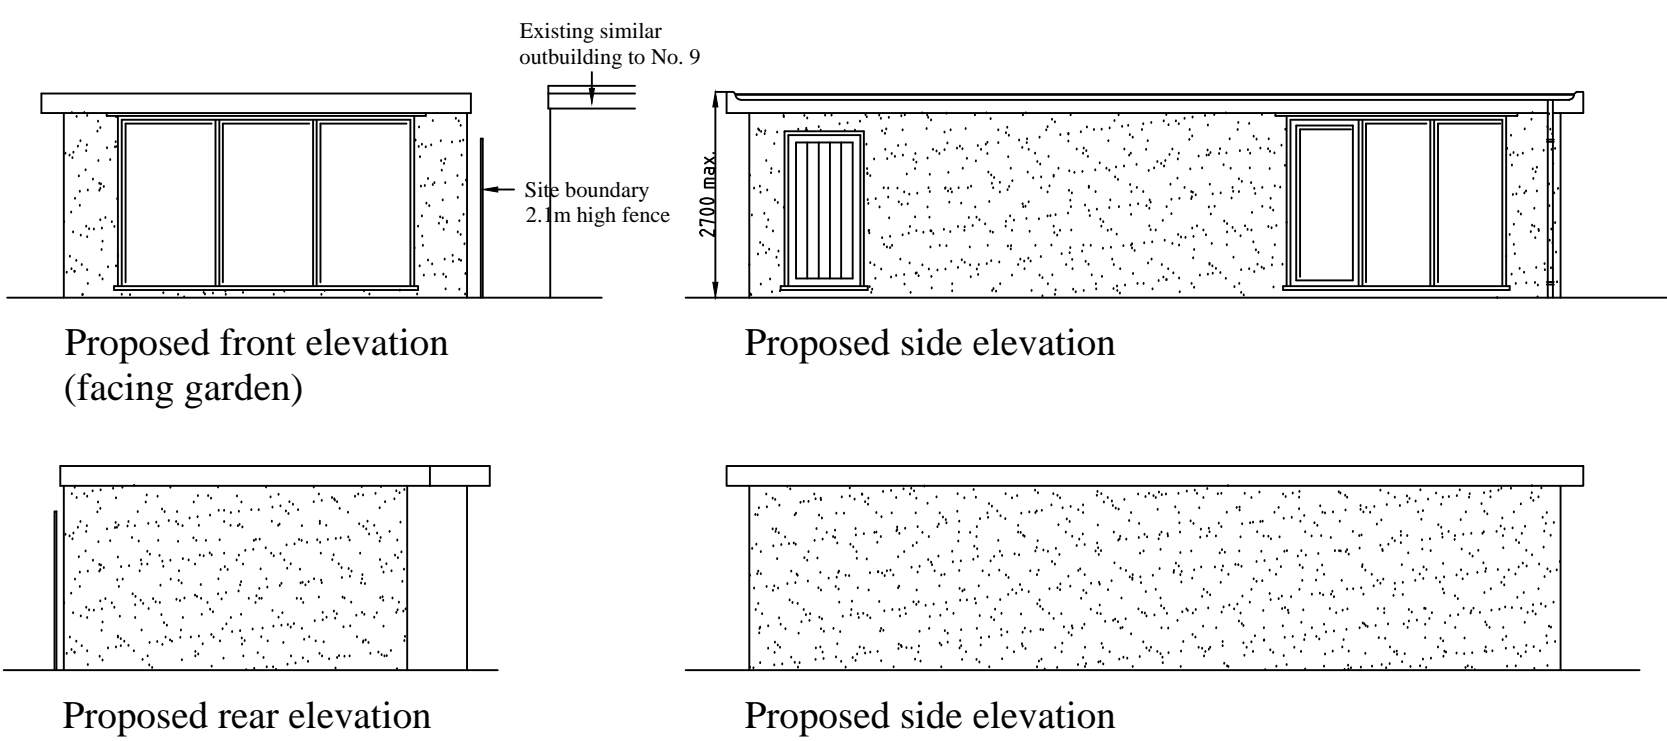 Existing similar
outbuilding to No. 9
Site boundary
2.1m high fence
2700 max.
Proposed front elevation
(facing garden)
Proposed side elevation
Proposed rear elevation
Proposed side elevation